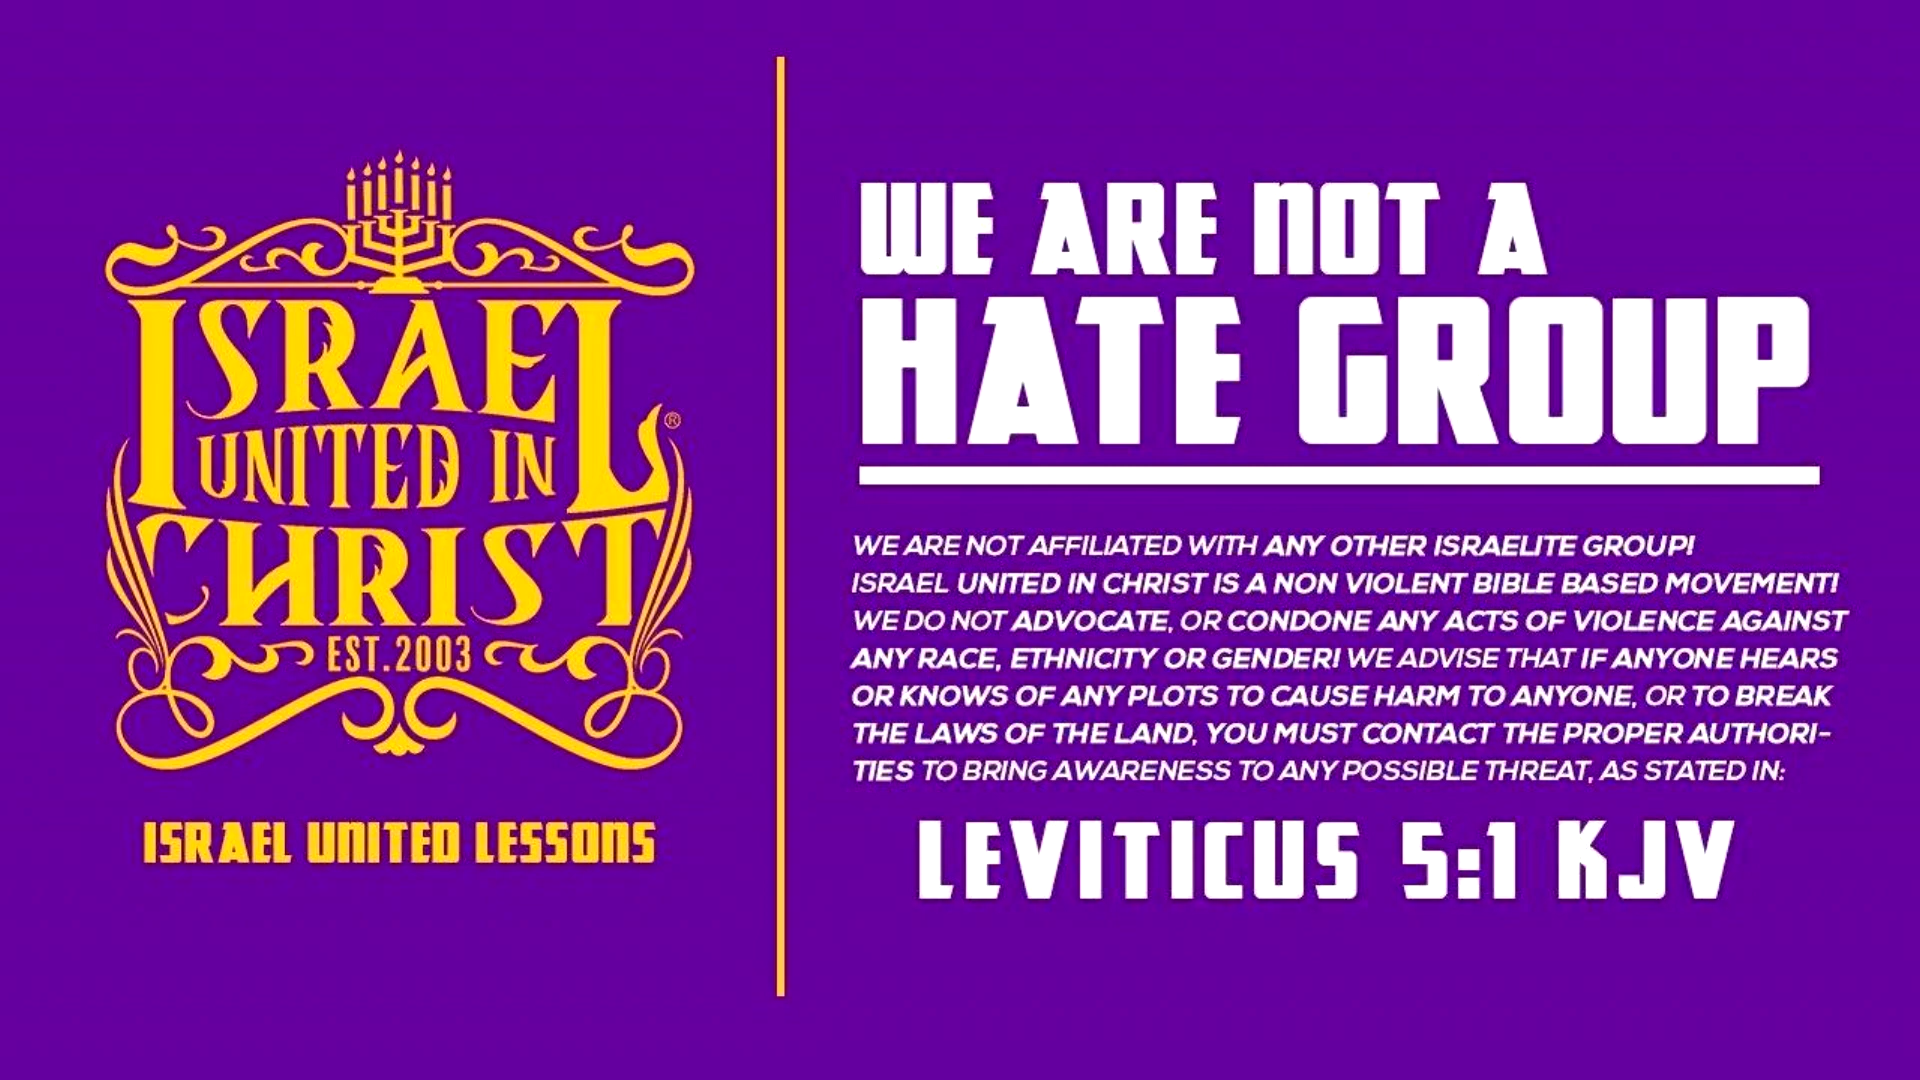 ISRAEL
UNITED IN
CHRIST
®
EST.2003
ISRAEL UNITED LESSONS
WE ARE NOT A
HATE GROUP
WE ARE NOT AFFILIATED WITH ANY OTHER ISRAELITE GROUP!
ISRAEL UNITED IN CHRIST IS A NON VIOLENT BIBLE BASED MOVEMENT!
WE DO NOT ADVOCATE, OR CONDONE ANY ACTS OF VIOLENCE AGAINST
ANY RACE, ETHNICITY OR GENDER! WE ADVISE THAT IF ANYONE HEARS
OR KNOWS OF ANY PLOTS TO CAUSE HARM TO ANYONE, OR TO BREAK
THE LAWS OF THE LAND, YOU MUST CONTACT THE PROPER AUTHORI-
TIES TO BRING AWARENESS TO ANY POSSIBLE THREAT, AS STATED IN:
LEVITICUS 5:1 KJV